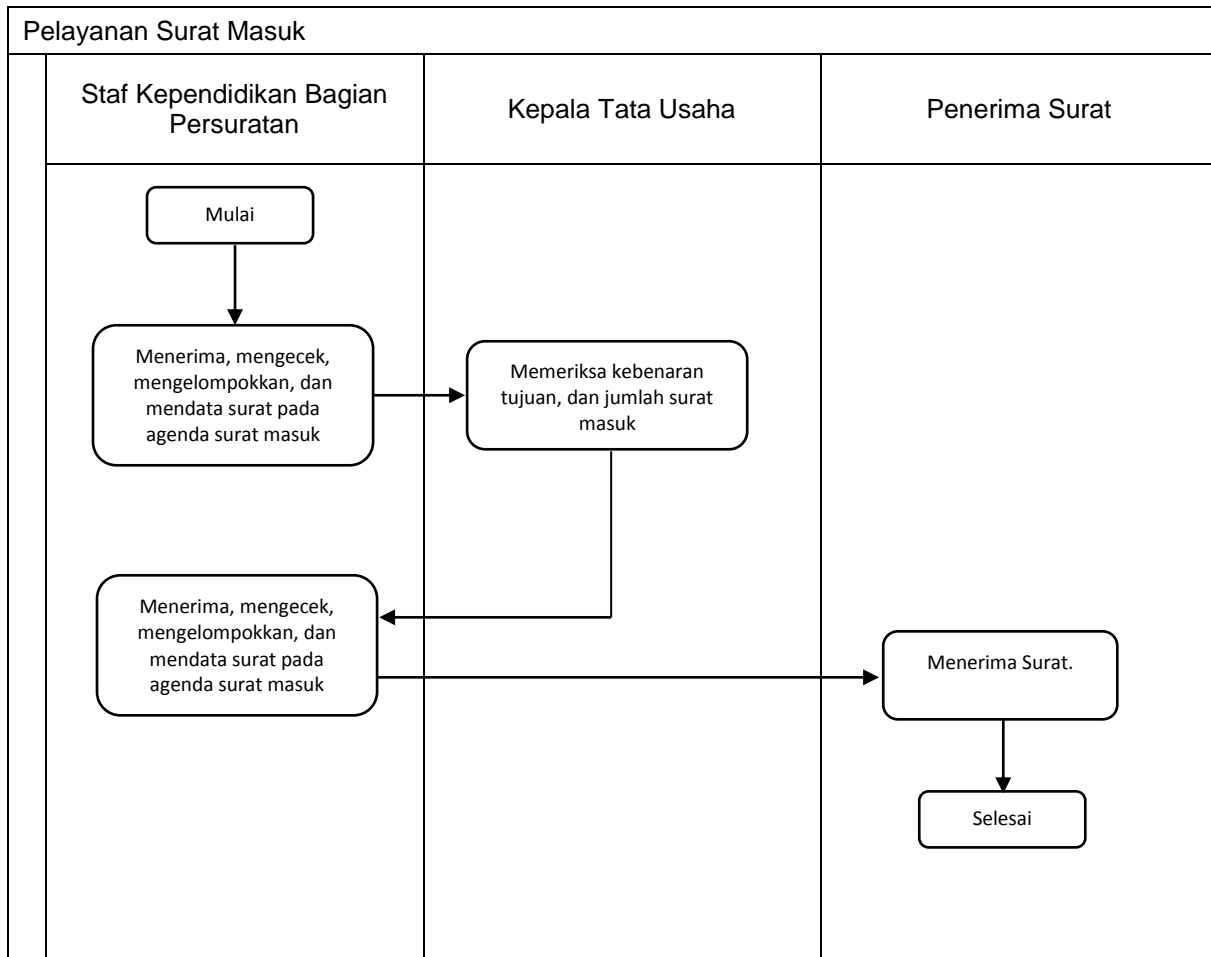 Pelayanan Surat Masuk
Staf Kependidikan Bagian
Persuratan
Kepala Tata Usaha
Penerima Surat
Mulai
Menerima, mengecek,
mengelompokkan, dan
mendata surat pada
agenda surat masuk
Memeriksa kebenaran
tujuan, dan jumlah surat
masuk
Menerima, mengecek,
mengelompokkan, dan
mendata surat pada
agenda surat masuk
Menerima Surat.
Selesai